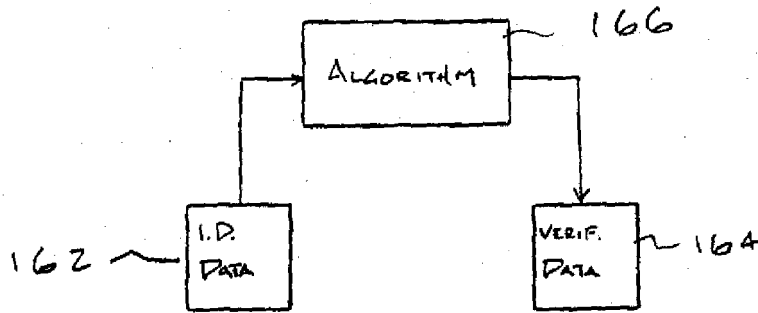 166
ALGORITHM
I.D.
DATA
162
VERIF.
DATA
164